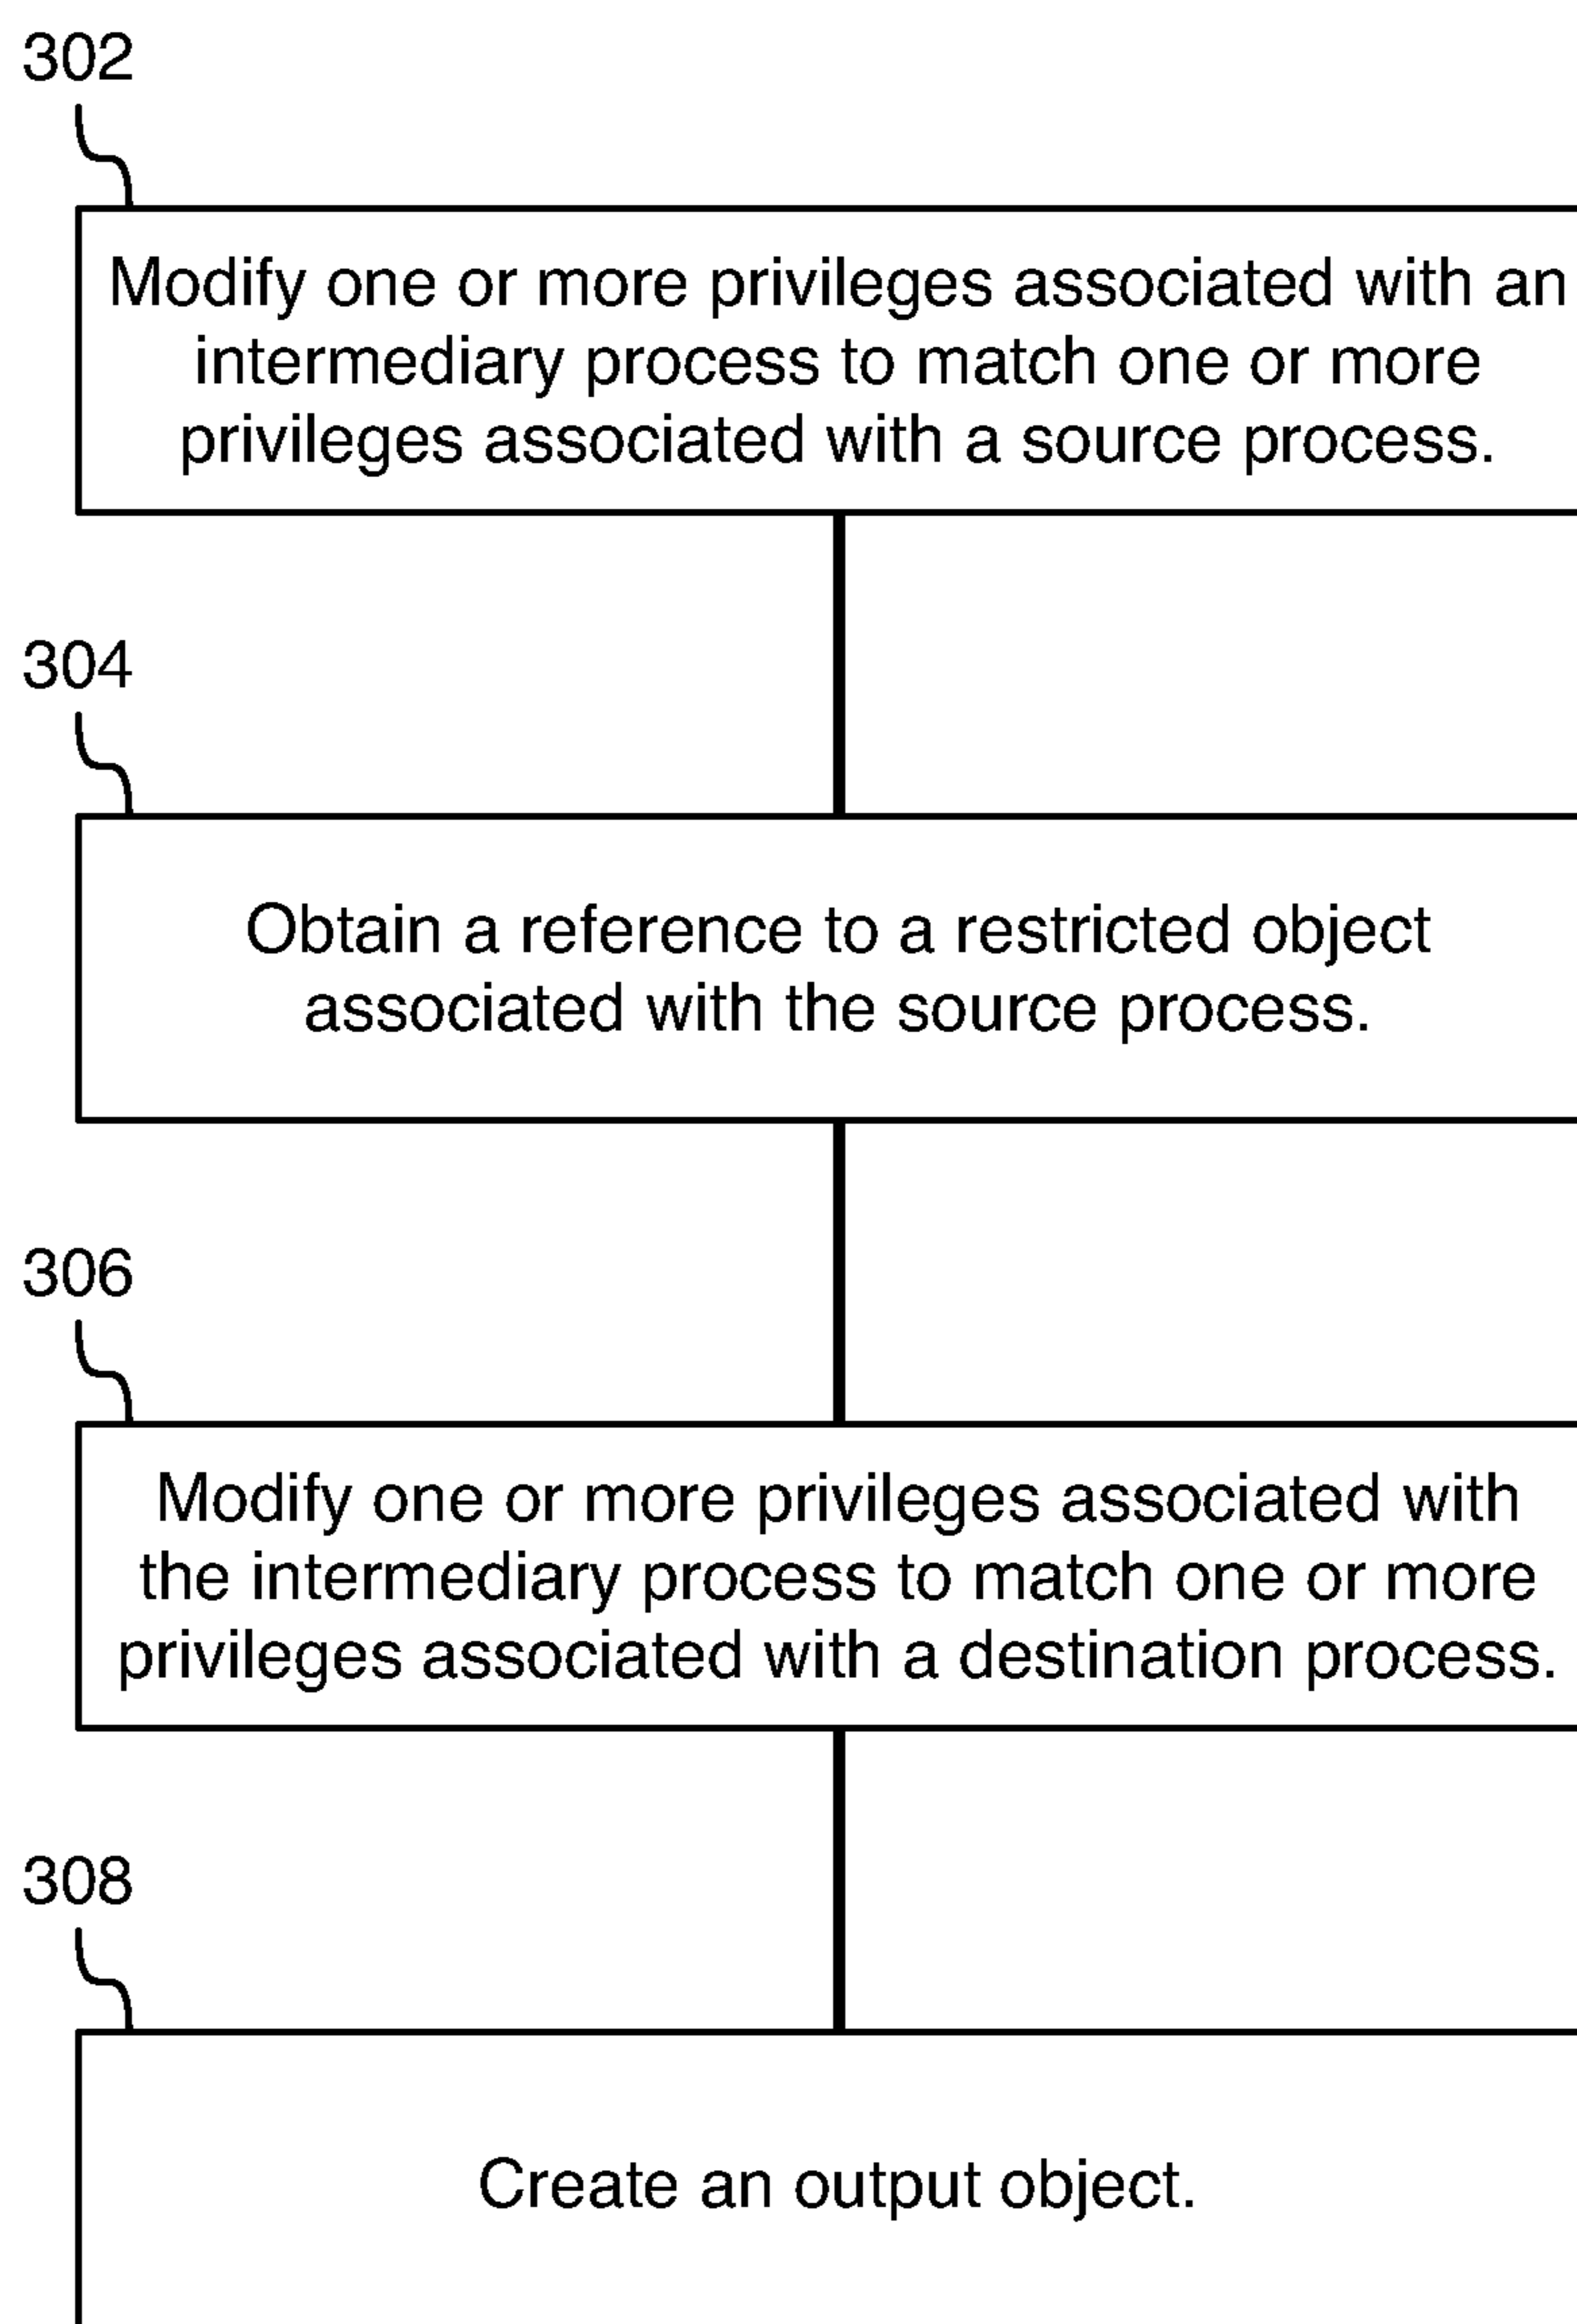 302
Modify one or more privileges associated with an
intermediary process to match one or more
privileges associated with a source process.
304
Obtain a reference to a restricted object
associated with the source process.
306
Modify one or more privileges associated with
the intermediary process to match one or more
privileges associated with a destination process.
308
Create an output object.